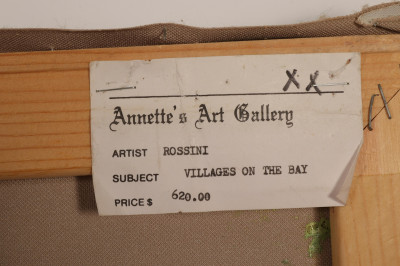 XX
Annette's Art Gallery
ARTIST ROSSINI
SUBJECT VILLAGES ON THE BAY
PRICE $ 620.00